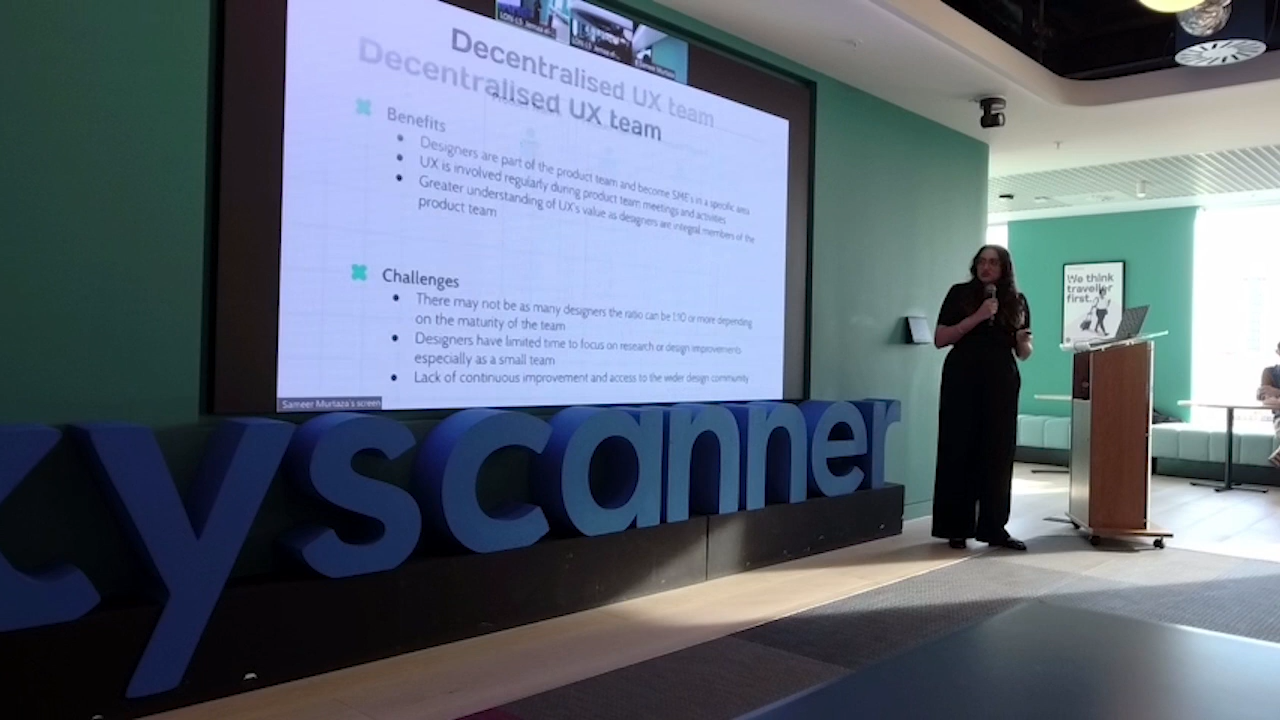 Decentralised UX team
Decentralised UX team
Benefits
Designers are part of the product team and become SME's in a specific area
UX is involved regularly during product team meetings and activities
Greater understanding of UX's value as designers are integral members of the
product team
Challenges
There may not be as many designers the ratio can be 1:10 or more depending
on the maturity of the team
Designers have limited time to focus on research or design improvements
especially as a small team
Lack of continuous improvement and access to the wider design community
Sameer Murtaza's screen
kyscanner
We think
traveller
first.